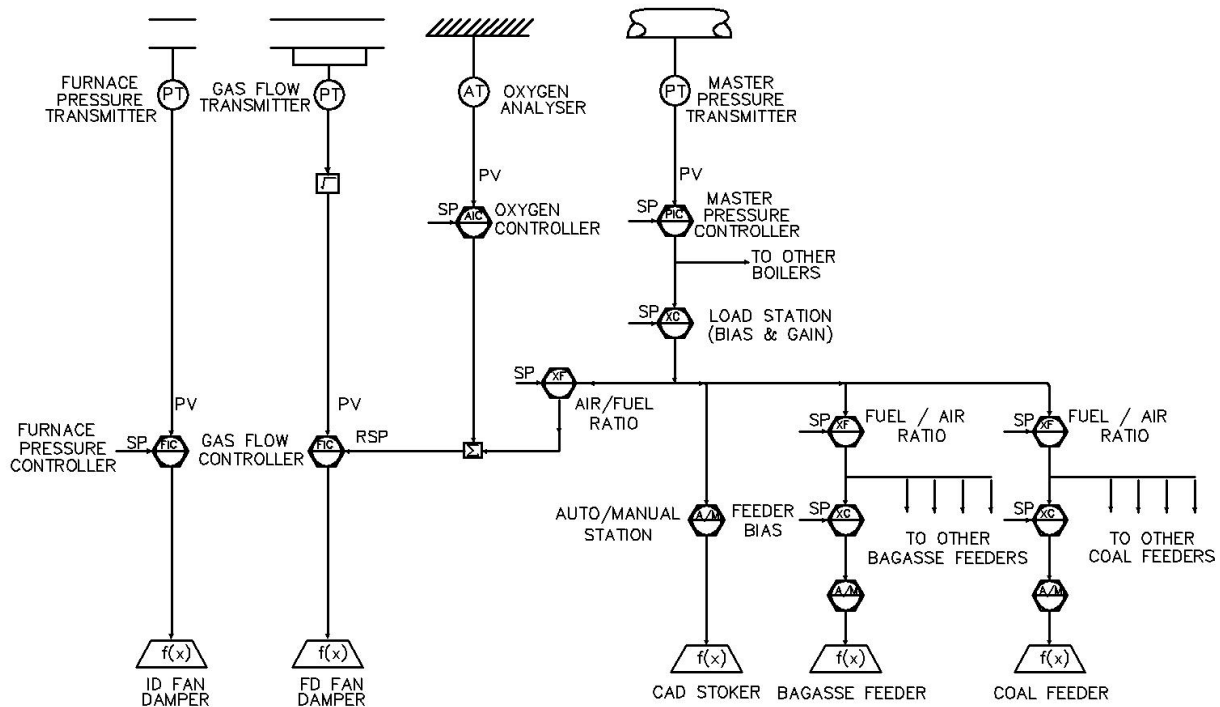 FURNACE
PRESSURE
TRANSMITTER
PT
GAS FLOW
TRANSMITTER
PT
AT
OXYGEN
ANALYSER
PT
MASTER
PRESSURE
TRANSMITTER
√
PV
SP
AIC
OXYGEN
CONTROLLER
PV
SP
PIC
MASTER
PRESSURE
CONTROLLER
TO OTHER
BOILERS
SP
XC
LOAD STATION
(BIAS & GAIN)
SP
XF
AIR/FUEL
RATIO
PV
FURNACE
PRESSURE
CONTROLLER
SP
FIC
PV
GAS FLOW
CONTROLLER
FIC
RSP
Σ
SP
XF
FUEL / AIR
RATIO
SP
XF
FUEL / AIR
RATIO
AUTO/MANUAL
STATION
A/M
FEEDER
BIAS
SP
XC
TO OTHER
BAGASSE FEEDERS
SP
XC
TO OTHER
COAL FEEDERS
A/M
A/M
f(x)
ID FAN
DAMPER
f(x)
FD FAN
DAMPER
f(x)
CAD STOKER
f(x)
BAGASSE FEEDER
f(x)
COAL FEEDER